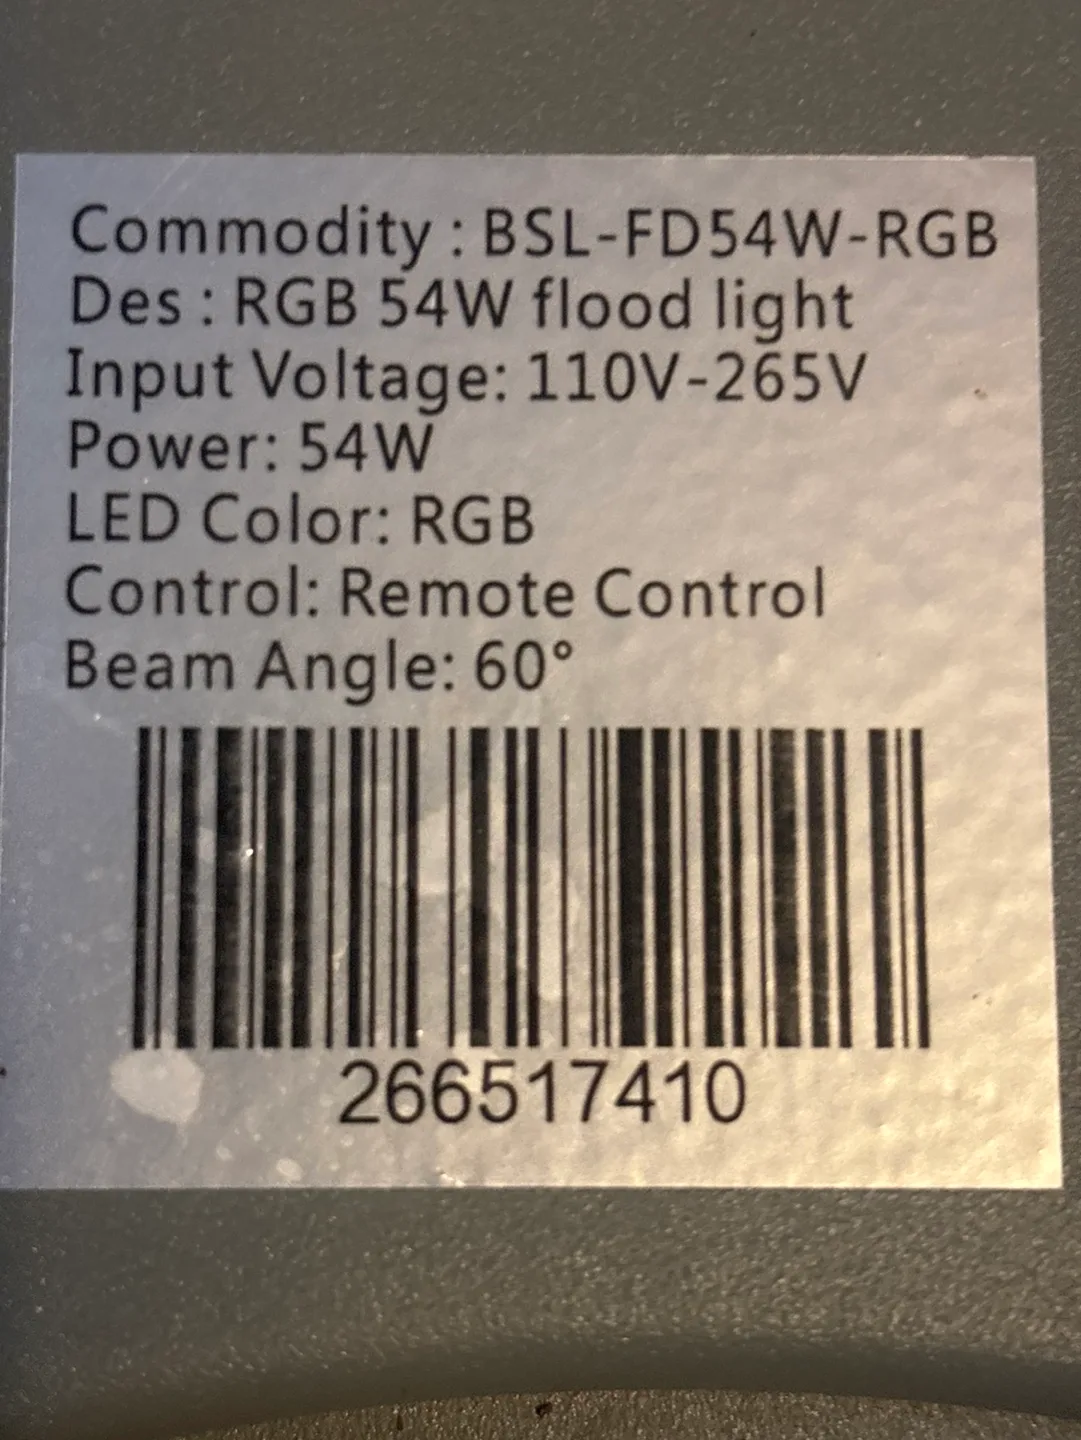 Commodity : BSL-FD54W-RGB
Des : RGB 54W flood light
Input Voltage: 110V-265V
Power: 54W
LED Color: RGB
Control: Remote Control
Beam Angle: 60°
266517410